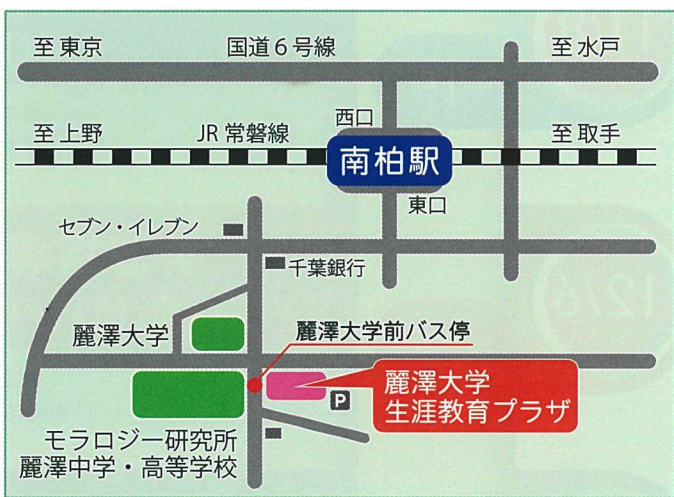 至東京
国道6号線
至水戸
西口
至上野
JR常磐線
至取手
南柏駅
東口
セブン・イレブン
千葉銀行
麗澤大学前バス停
麗澤大学
麗澤大学
生涯教育プラザ
P
モラロジー研究所
麗澤中学・高等学校
12/6